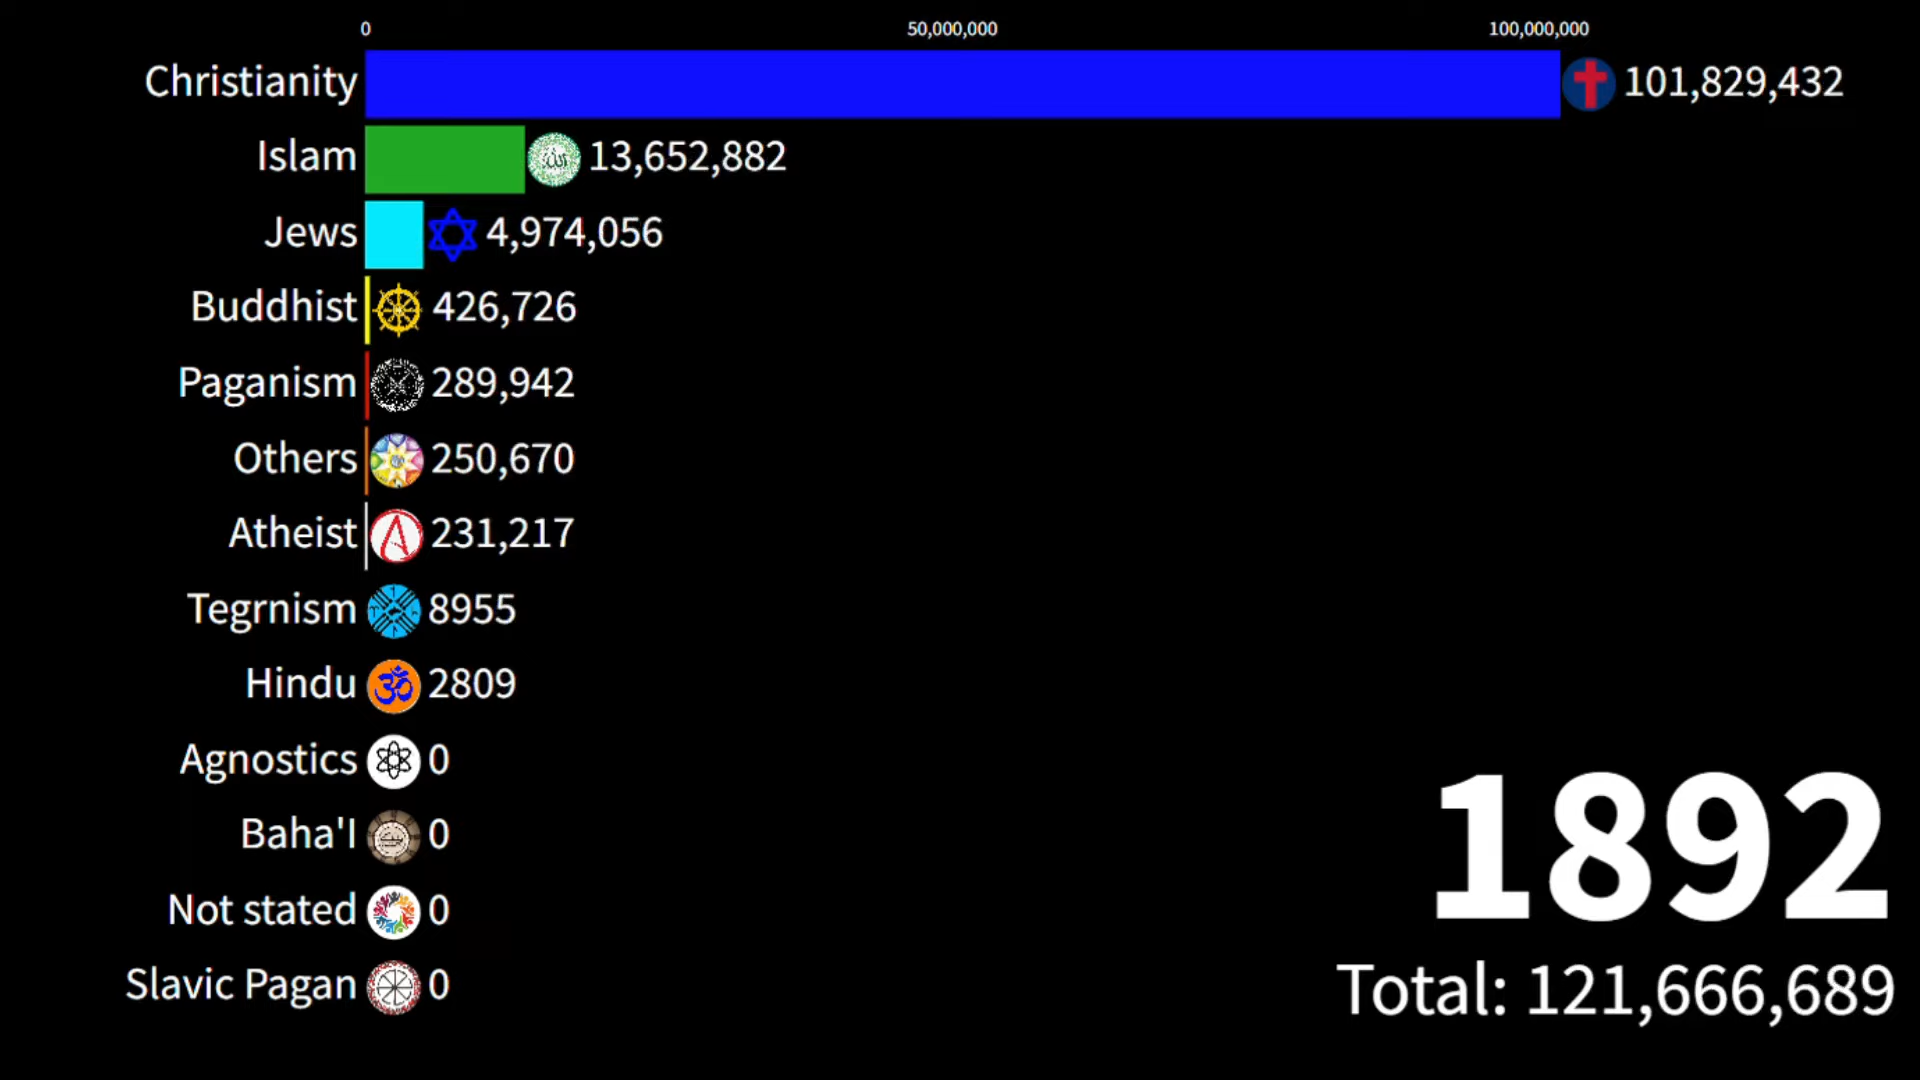 0 50,000,000 100,000,000
Christianity 101,829,432
Islam 13,652,882
Jews 4,974,056
Buddhist 426,726
Paganism 289,942
Others 250,670
Atheist 231,217
Tegrnism 8955
Hindu 2809
Agnostics 0
Baha'I 0
Not stated 0
Slavic Pagan 0
1892
Total: 121,666,689